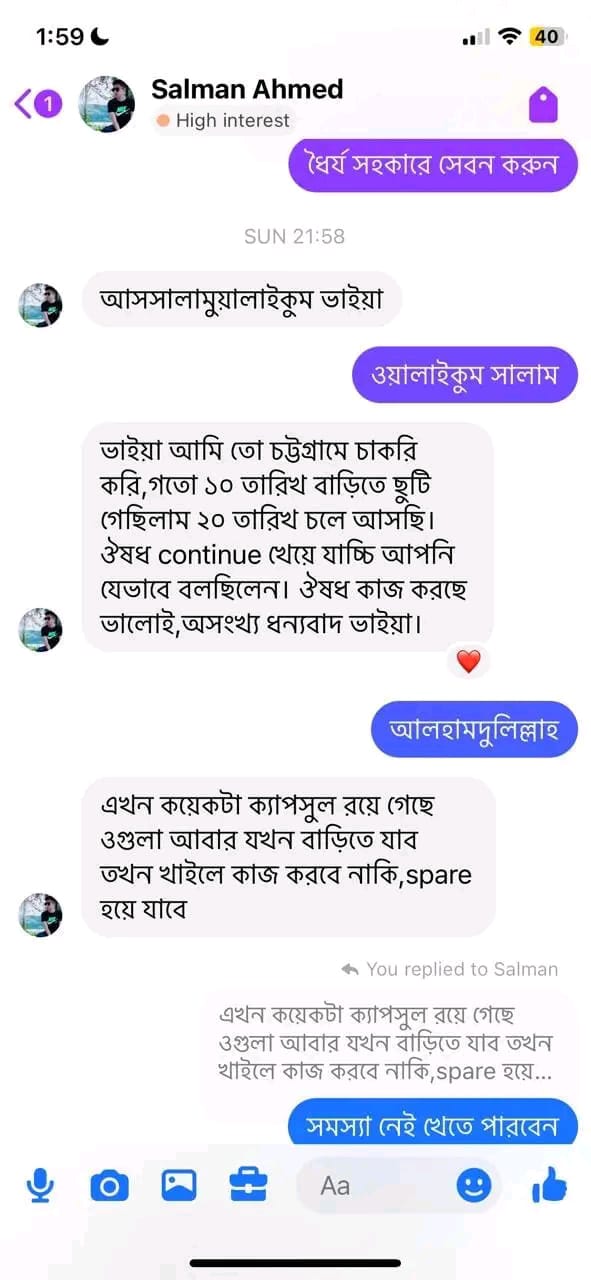 1:59
40
1
Salman Ahmed
High interest
ধৈর্য সহকারে সেবন করুন
SUN 21:58
আসসালামুয়ালাইকুম ভাইয়া
ওয়ালাইকুম সালাম
ভাইয়া আমি তো চট্টগ্রামে চাকরি
করি,গতো ১০ তারিখ বাড়িতে ছুটি
গেছিলাম ২০ তারিখ চলে আসছি।
ঔষধ continue খেয়ে যাচ্চি আপনি
যেভাবে বলছিলেন। ঔষধ কাজ করছে
ভালোই,অসংখ্য ধন্যবাদ ভাইয়া।
আলহামদুলিল্লাহ
এখন কয়েকটা ক্যাপসুল রয়ে গেছে
ওগুলা আবার যখন বাড়িতে যাব
তখন খাইলে কাজ করবে নাকি,spare
হয়ে যাবে
You replied to Salman
এখন কয়েকটা ক্যাপসুল রয়ে গেছে
ওগুলা আবার যখন বাড়িতে যাব তখন
খাইলে কাজ করবে নাকি,spare হয়ে...
সমস্যা নেই খেতে পারবেন
Aa